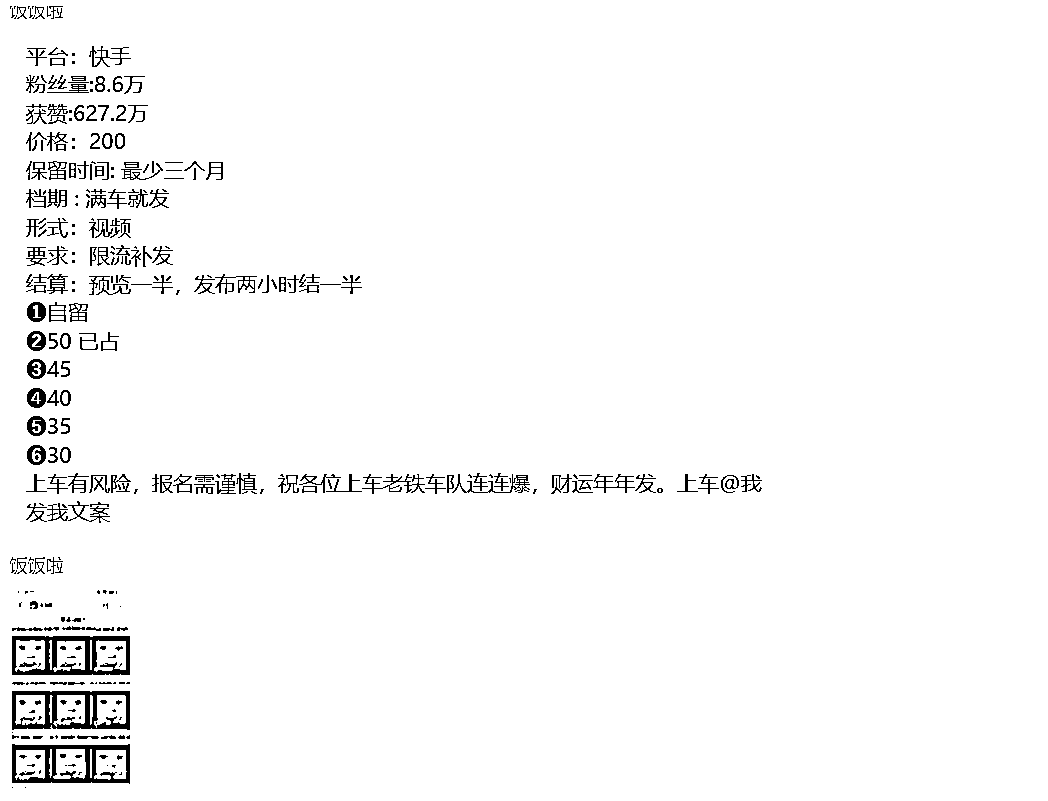 饭饭啦
平台：快手
粉丝量:8.6万
获赞:627.2万
价格：200
保留时间: 最少三个月
档期 : 满车就发
形式：视频
要求：限流补发
结算：预览一半，发布两小时结一半
❶自留
❷50 已占
❸45
❹40
❺35
❻30
上车有风险，报名需谨慎，祝各位上车老铁车队连连爆，财运年年发。上车@我
发我文案
饭饭啦